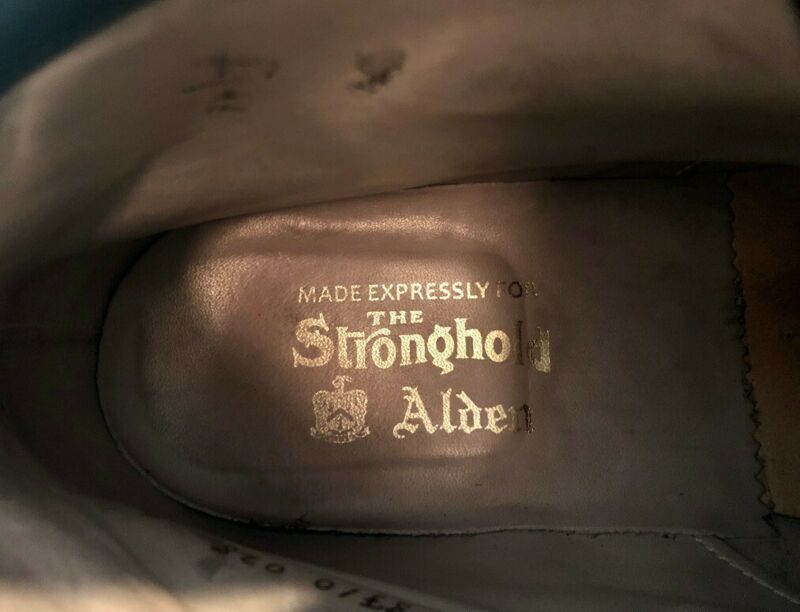 MADE EXPRESSLY FOR
THE
Stronghold
Alden